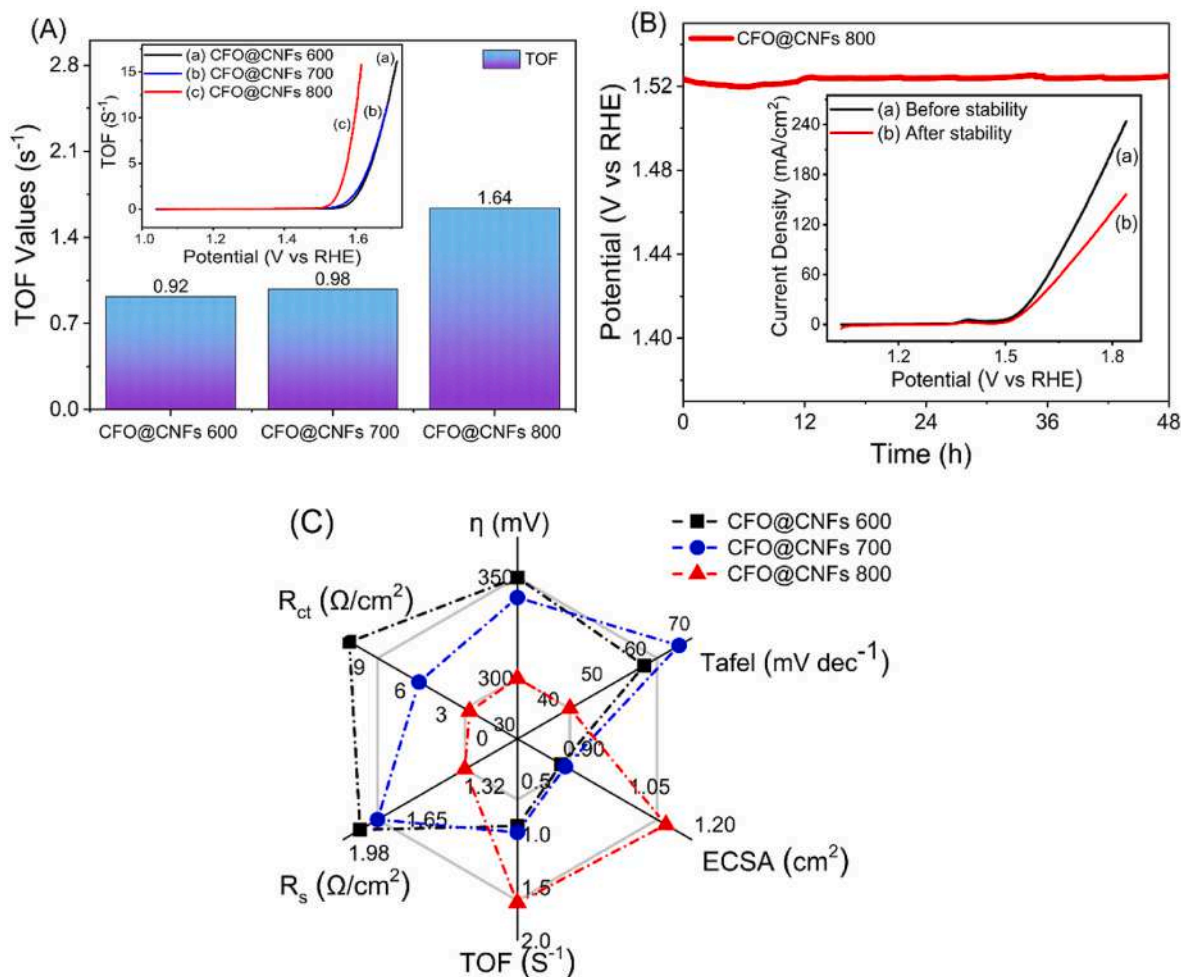 (A)
TOF Values (s⁻¹)
2.8
2.1
1.4
0.7
0.0
TOF
0.92
0.98
1.64
CFO@CNFs 600
CFO@CNFs 700
CFO@CNFs 800
(a) CFO@CNFs 600
(b) CFO@CNFs 700
(c) CFO@CNFs 800
(a)
(b)
(c)
TOF (S⁻¹)
15
10
5
0
1.0
1.2
1.4
1.6
Potential (V vs RHE)
(B)
CFO@CNFs 800
Potential (V vs RHE)
1.52
1.48
1.44
1.40
0
12
24
36
48
Time (h)
(a) Before stability
(b) After stability
(a)
(b)
Current Density (mA/cm²)
240
180
120
60
0
1.2
1.5
1.8
Potential (V vs RHE)
(C)
CFO@CNFs 600
CFO@CNFs 700
CFO@CNFs 800
η (mV)
350
300
30
Tafel (mV dec⁻¹)
70
60
50
40
ECSA (cm²)
0.90
1.05
1.20
TOF (S⁻¹)
0.5
1.0
1.5
2.0
Rₛ (Ω/cm²)
1.32
1.65
1.98
R_ct (Ω/cm²)
9
6
3
0